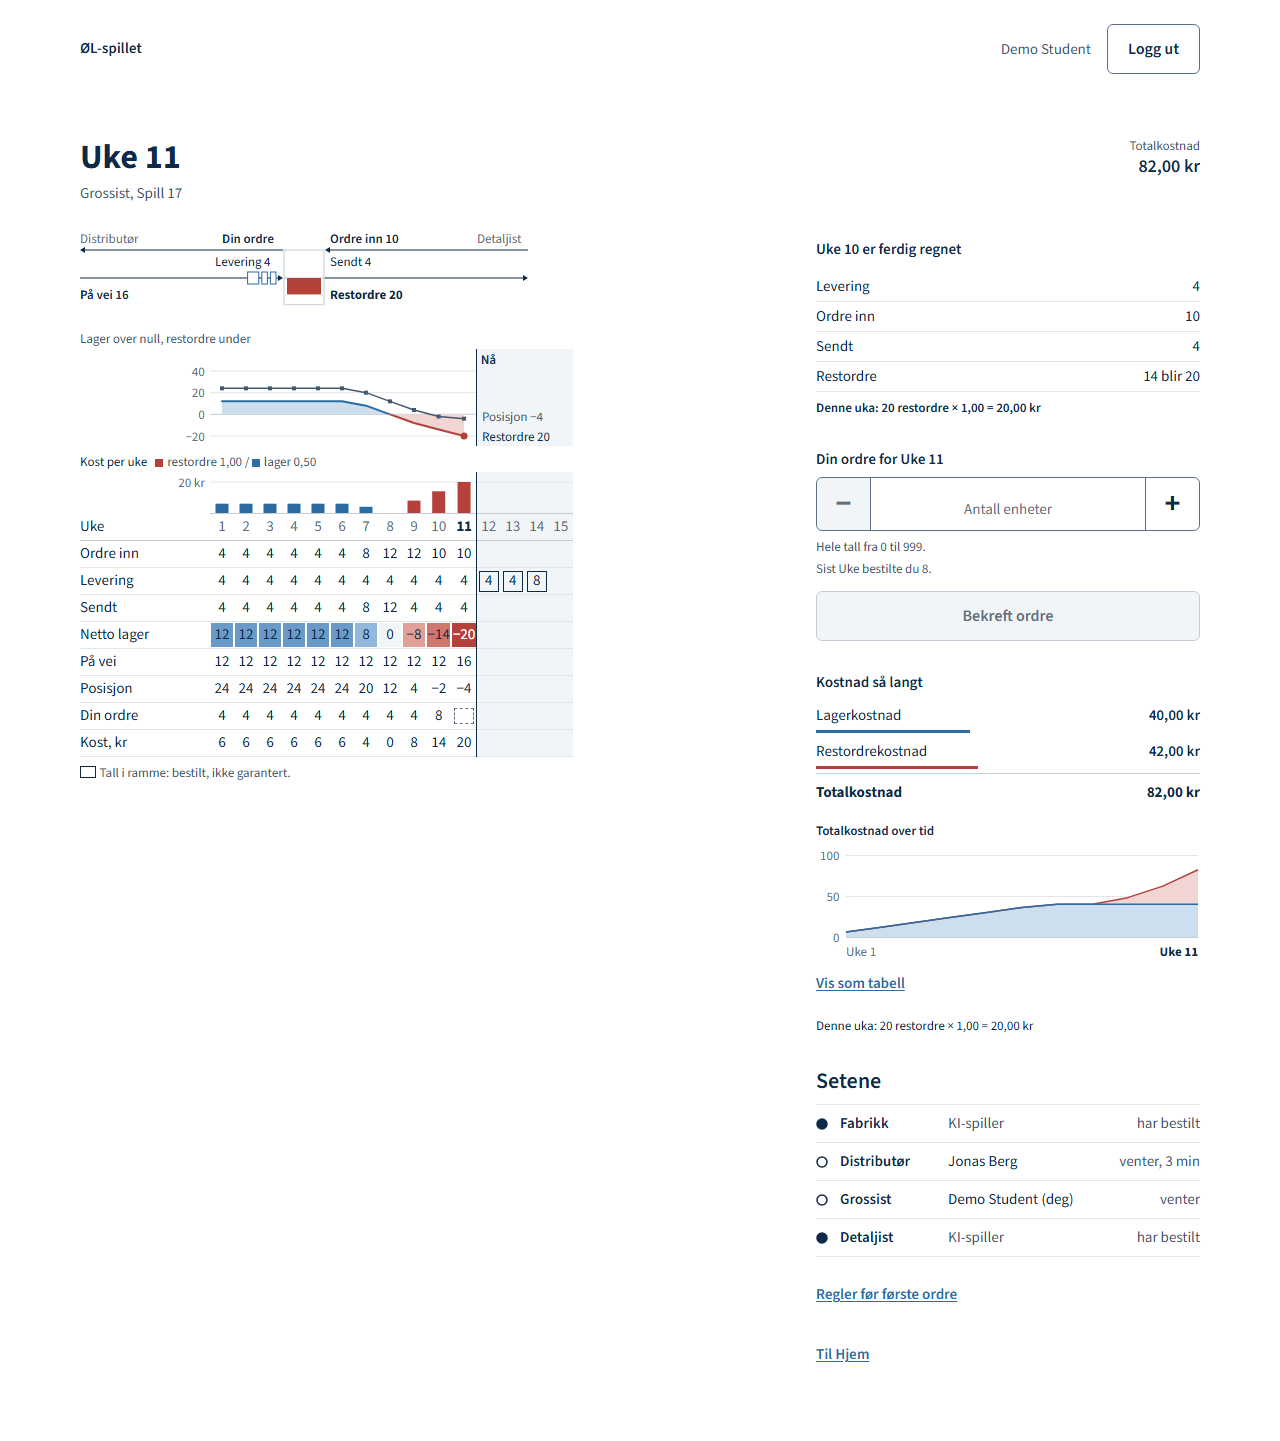 ØL-spillet
Demo Student
Logg ut
Uke 11
Grossist, Spill 17
Totalkostnad
82,00 kr
Distributør
Din ordre
Ordre inn 10
Detaljist
Levering 4
Sendt 4
På vei 16
Restordre 20
Lager over null, restordre under
Nå
40
20
0
−20
Posisjon −4
Restordre 20
Kost per uke restordre 1,00 / lager 0,50
20 kr
Uke 1 2 3 4 5 6 7 8 9 10 11 12 13 14 15
Ordre inn 4 4 4 4 4 4 8 12 12 10 10
Levering 4 4 4 4 4 4 4 4 4 4 4 4 4 8
Sendt 4 4 4 4 4 4 8 12 4 4 4
Netto lager 12 12 12 12 12 12 8 0 −8 −14 −20
På vei 12 12 12 12 12 12 12 12 12 12 16
Posisjon 24 24 24 24 24 24 20 12 4 −2 −4
Din ordre 4 4 4 4 4 4 4 4 4 8
Kost, kr 6 6 6 6 6 6 4 0 8 14 20
Tall i ramme: bestilt, ikke garantert.
Uke 10 er ferdig regnet
Levering 4
Ordre inn 10
Sendt 4
Restordre 14 blir 20
Denne uka: 20 restordre × 1,00 = 20,00 kr
Din ordre for Uke 11
− Antall enheter +
Hele tall fra 0 til 999.
Sist Uke bestilte du 8.
Bekreft ordre
Kostnad så langt
Lagerkostnad 40,00 kr
Restordrekostnad 42,00 kr
Totalkostnad 82,00 kr
Totalkostnad over tid
100
50
0
Uke 1 Uke 11
Vis som tabell
Denne uka: 20 restordre × 1,00 = 20,00 kr
Setene
Fabrikk KI-spiller har bestilt
Distributør Jonas Berg venter, 3 min
Grossist Demo Student (deg) venter
Detaljist KI-spiller har bestilt
Regler før første ordre
Til Hjem